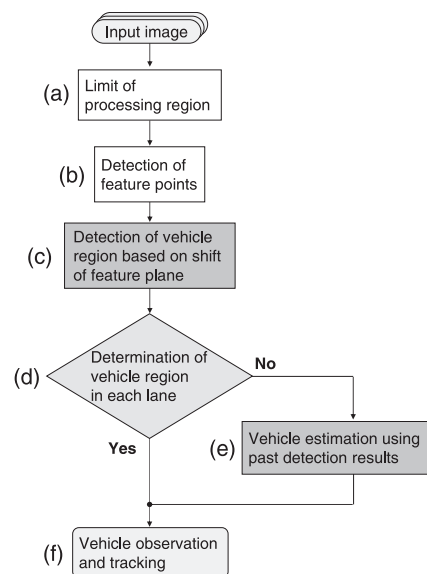 Input image
(a)
Limit of
processing region
(b)
Detection of
feature points
(c)
Detection of vehicle
region based on shift
of feature plane
(d)
Determination of
vehicle region
in each lane
No
Yes
(e)
Vehicle estimation using
past detection results
(f)
Vehicle observation
and tracking